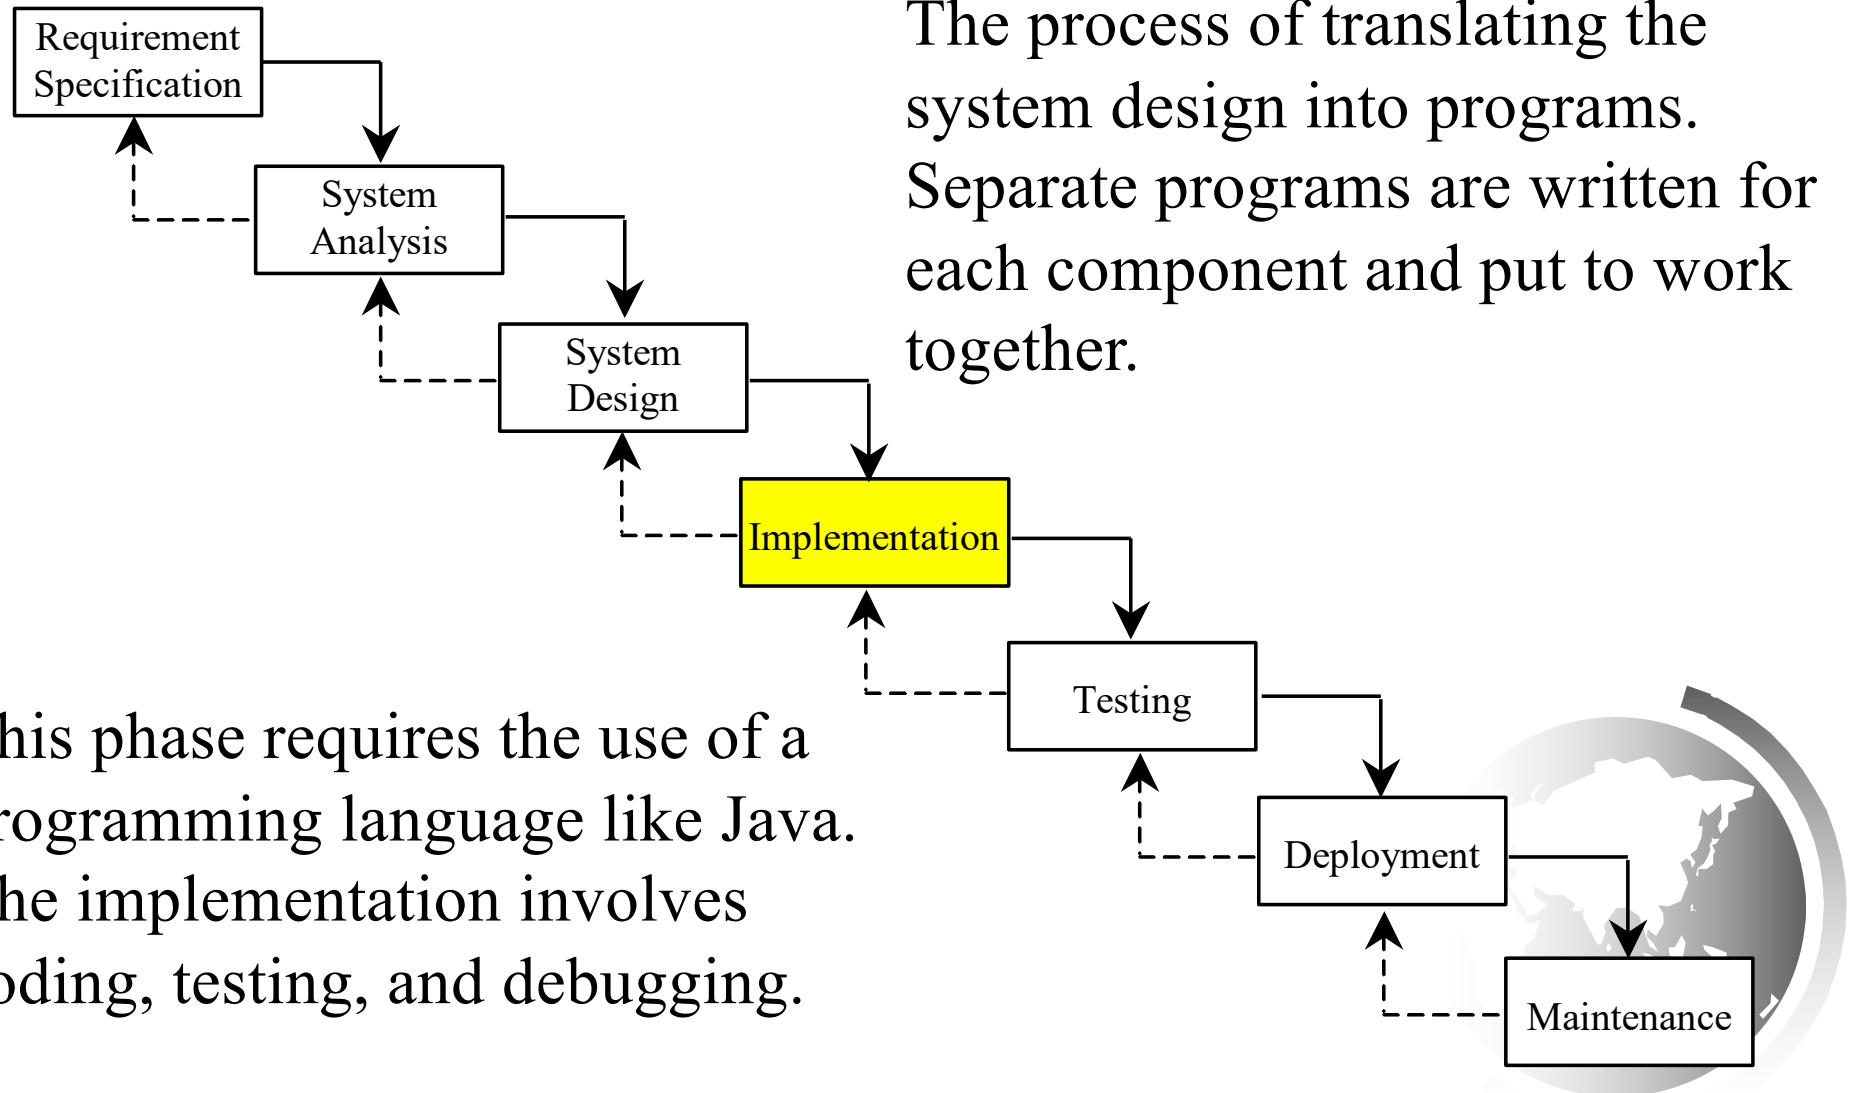 Requirement
Specification
The process of translating the
system design into programs.
Separate programs are written for
each component and put to work
together.
System
Analysis
System
Design
Implementation
Testing
his phase requires the use of a
rogramming language like Java.
he implementation involves
oding, testing, and debugging.
Deployment
Maintenance